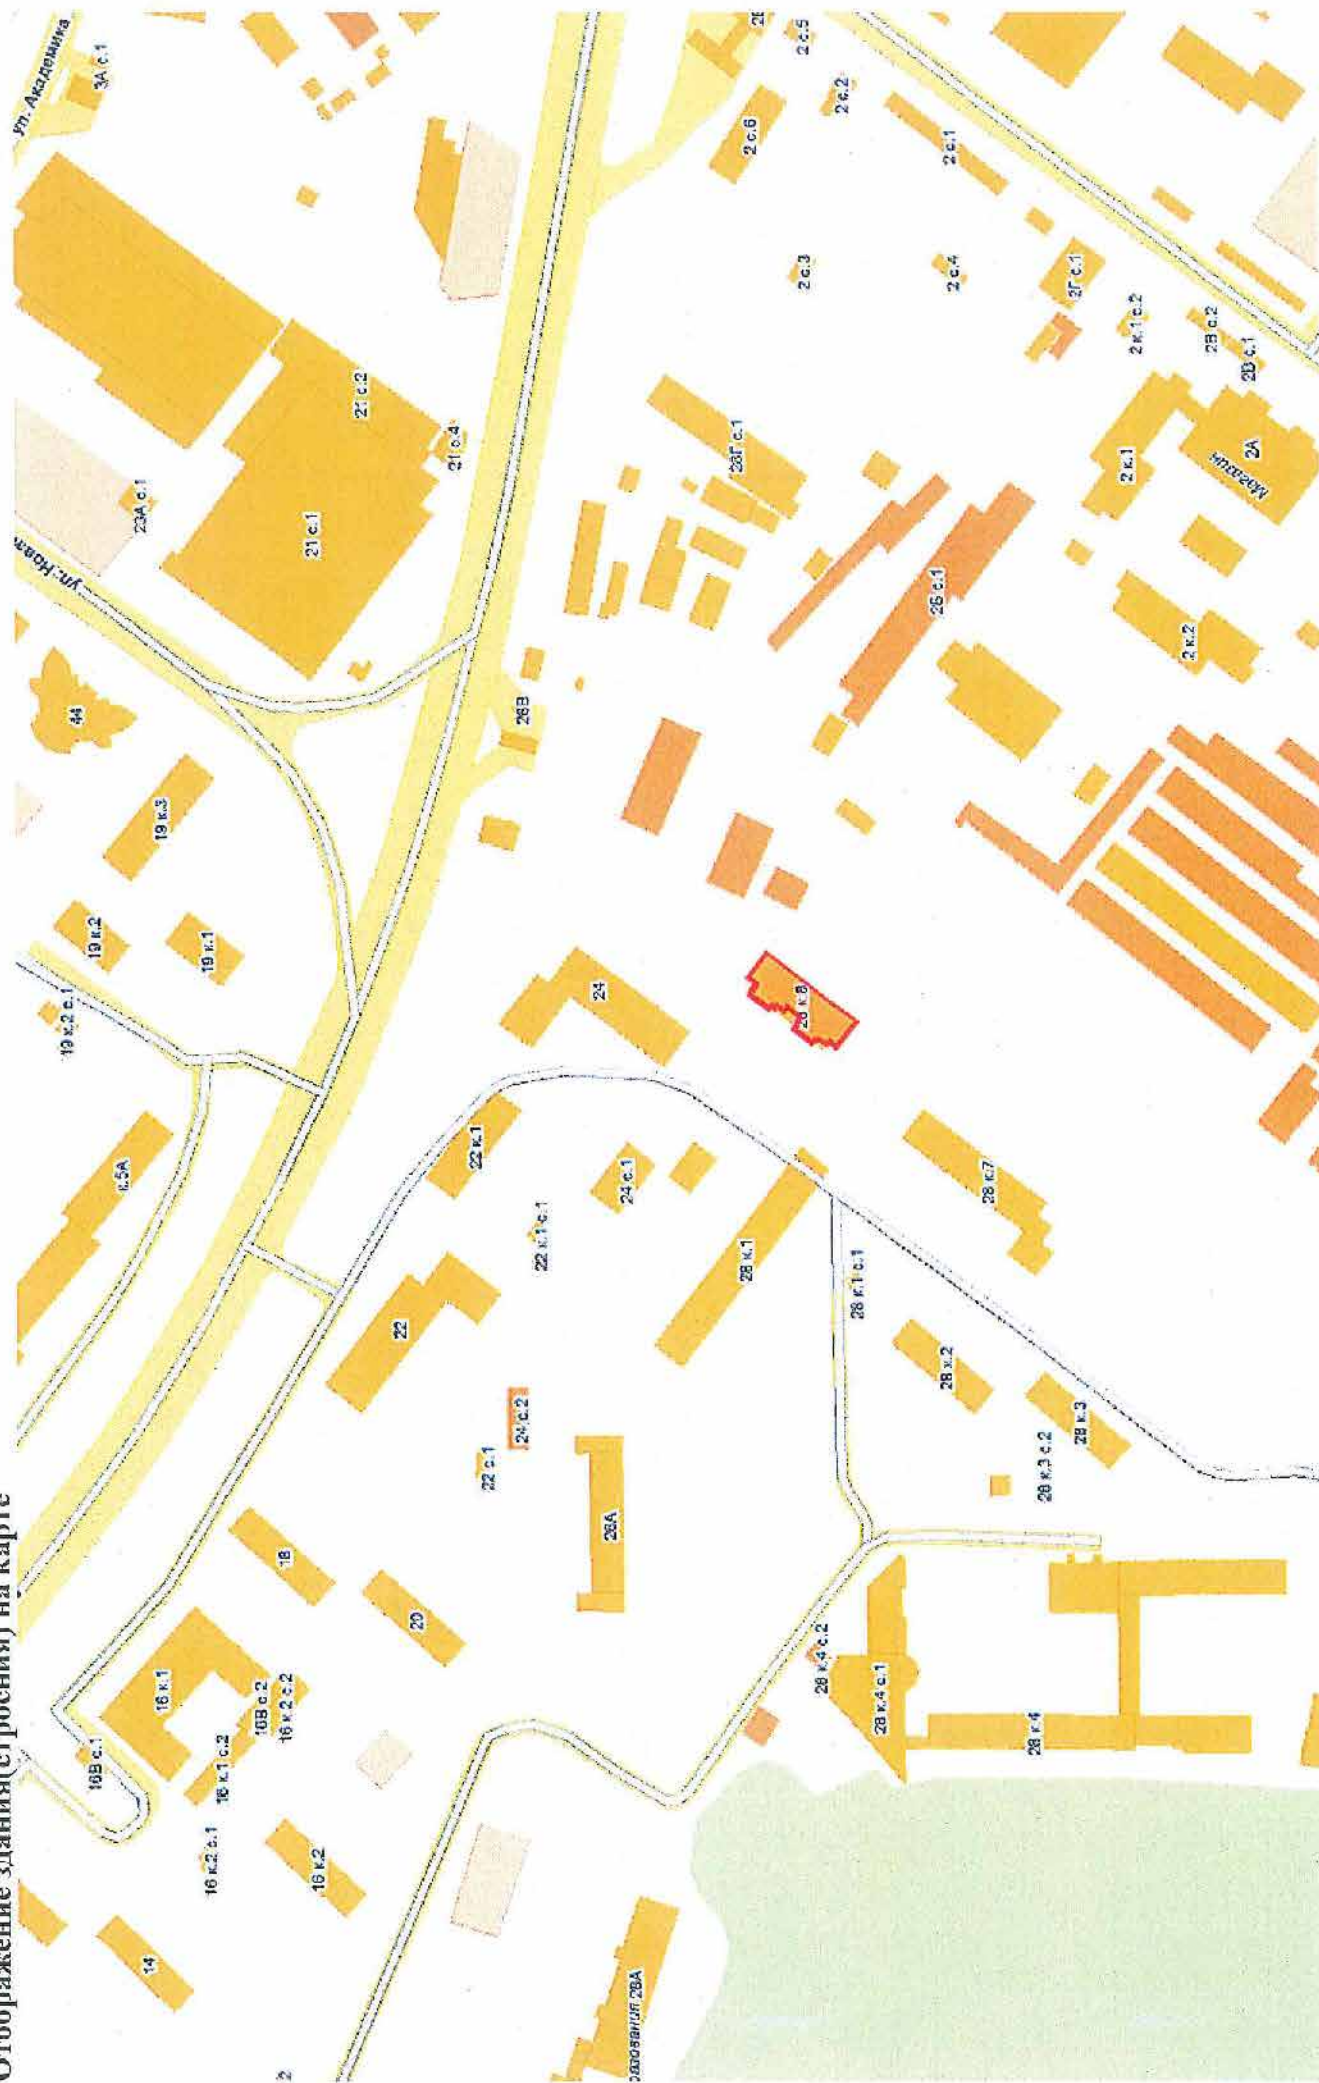 Отображение здания(строения) на карте
ул. Академика
3А с.1
23А с.1
21 с.2
21 с.4
21 с.1
44
19 к.3
19 к.2
19 к.1
19 к.2 с.1
к.5А
2 с.5
2 с.2
2 с.6
2 с.1
2 с.3
2 с.4
2Г с.1
2 к.1 с.2
2В с.2
2В с.1
2А
Магазин
2 к.1
2 к.2
26Г с.1
2Б с.1
26В
24
28 к.8
22 к.1
24 с.1
22 к.1 с.1
28 к.1
28 к.1 с.1
28 к.7
22
28 к.2
28 к.3
28 к.3 с.2
24 с.2
22 с.1
26А
18
20
16 к.1
16В с.1
16В с.2
16 к.2 с.2
16 к.1 с.2
16 к.2 с.1
16 к.2
14
28 к.4 с.2
28 к.4 с.1
28 к.4
28А
2